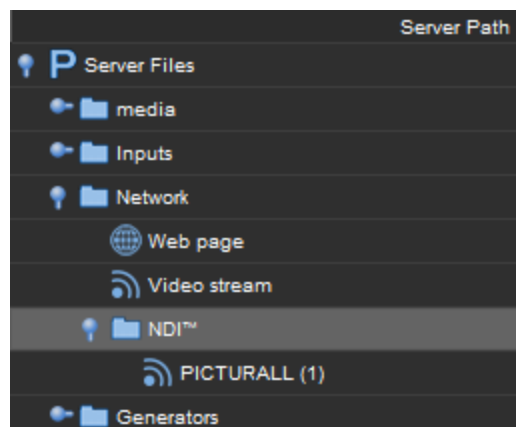 Server Path
P Server Files
media
Inputs
Network
Web page
Video stream
NDI™
PICTURALL (1)
Generators